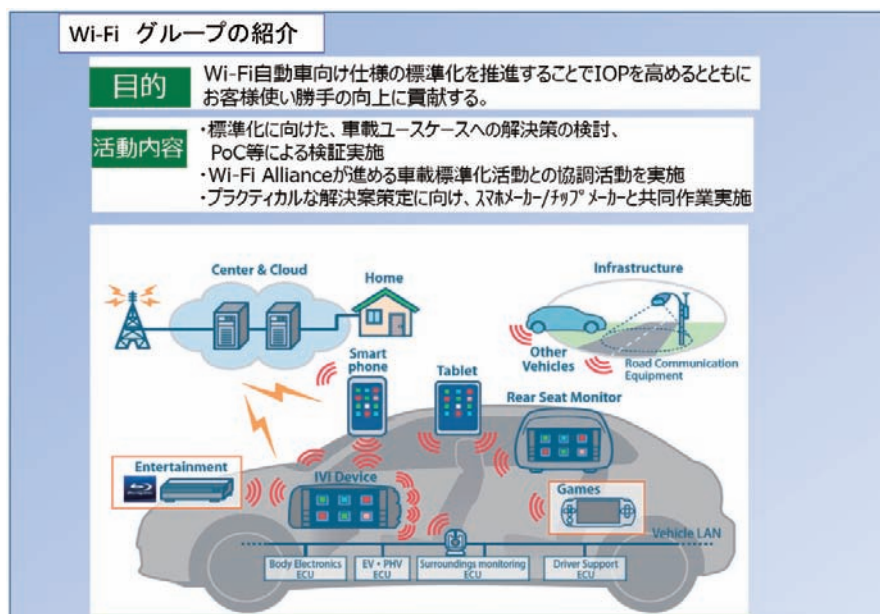 Wi-Fi グループの紹介
目的
Wi-Fi自動車向け仕様の標準化を推進することでIOPを高めるとともに
お客様使い勝手の向上に貢献する。
活動内容
・標準化に向けた、車載ユースケースへの解決策の検討、
PoC等による検証実施
・Wi-Fi Allianceが進める車載標準化活動との協調活動を実施
・プラクティカルな解決案策定に向け、ｽﾏﾎﾒｰｶｰ/ﾁｯﾌﾟﾒｰｶｰと共同作業実施
Center & Cloud
Home
Infrastructure
Other
Vehicles
Road Communication
Equipment
Smart
phone
Tablet
Rear Seat Monitor
Entertainment
IVI Device
Games
Vehicle LAN
Body Electronics
ECU
EV・PHV
ECU
Surroundings monitoring
ECU
Driver Support
ECU